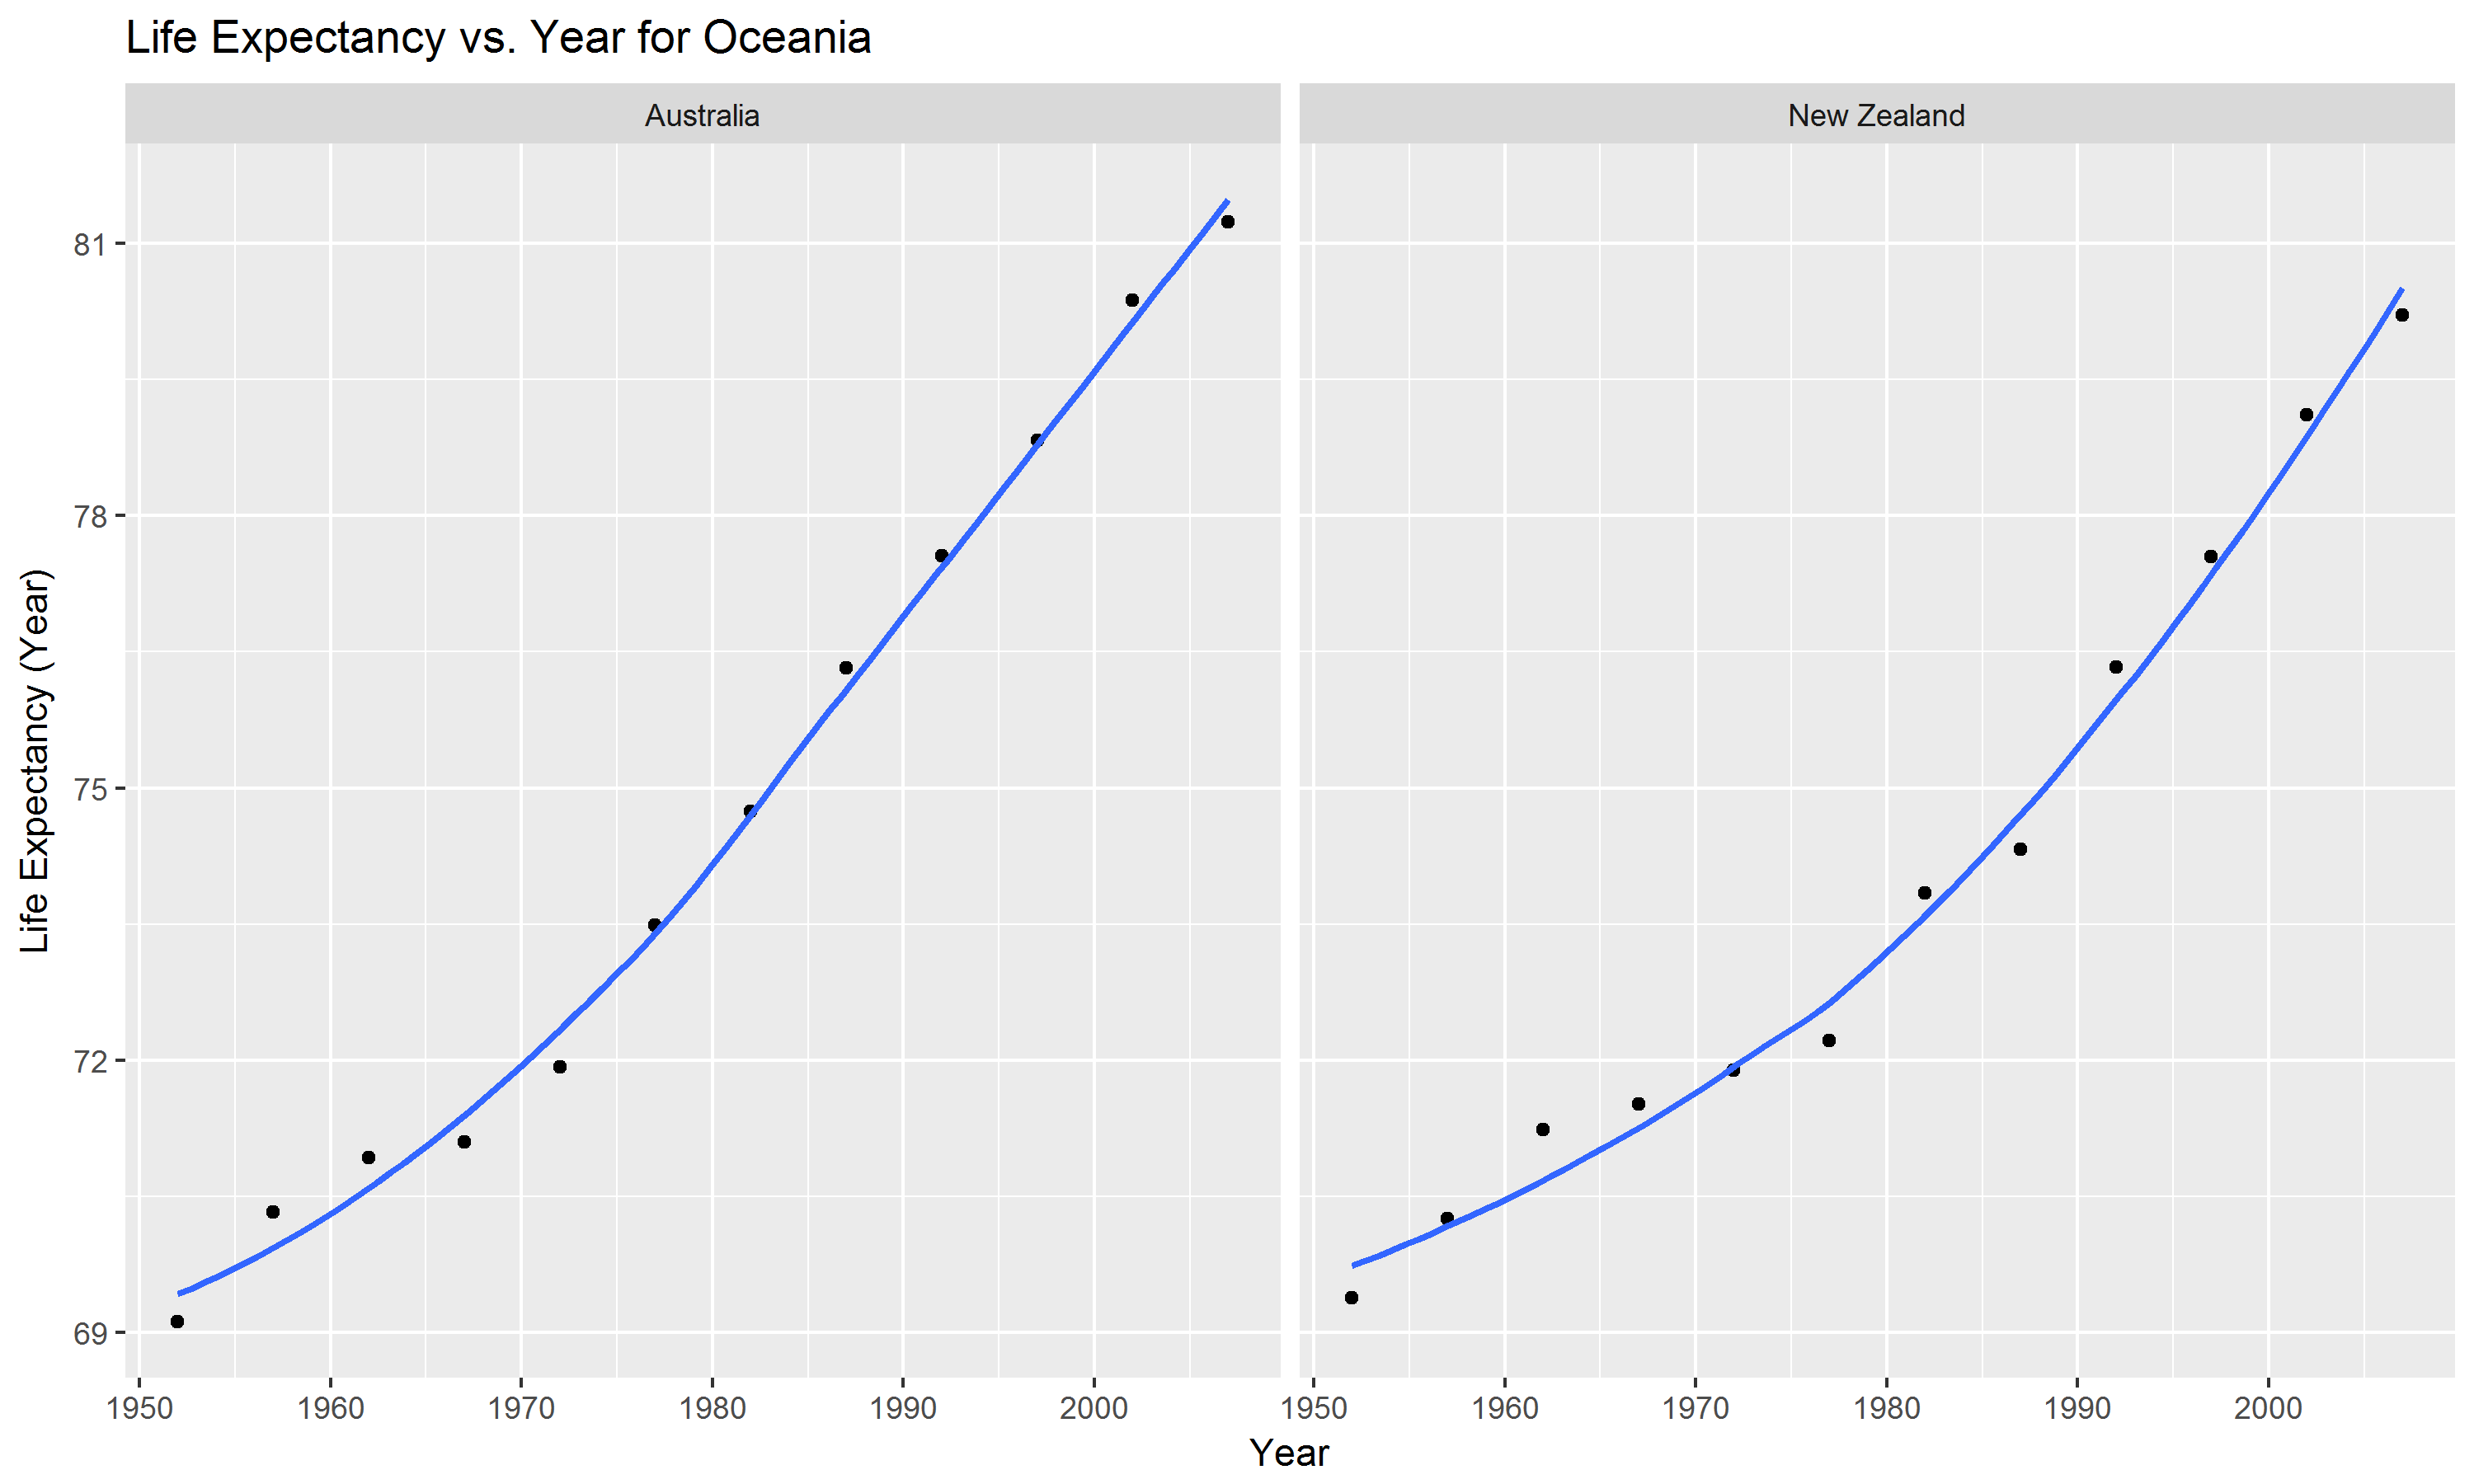 Life Expectancy vs. Year for Oceania
Australia New Zealand
81
78
75
72
69
Life Expectancy (Year)
1950 1960 1970 1980 1990 2000 1950 1960 1970 1980 1990 2000
Year